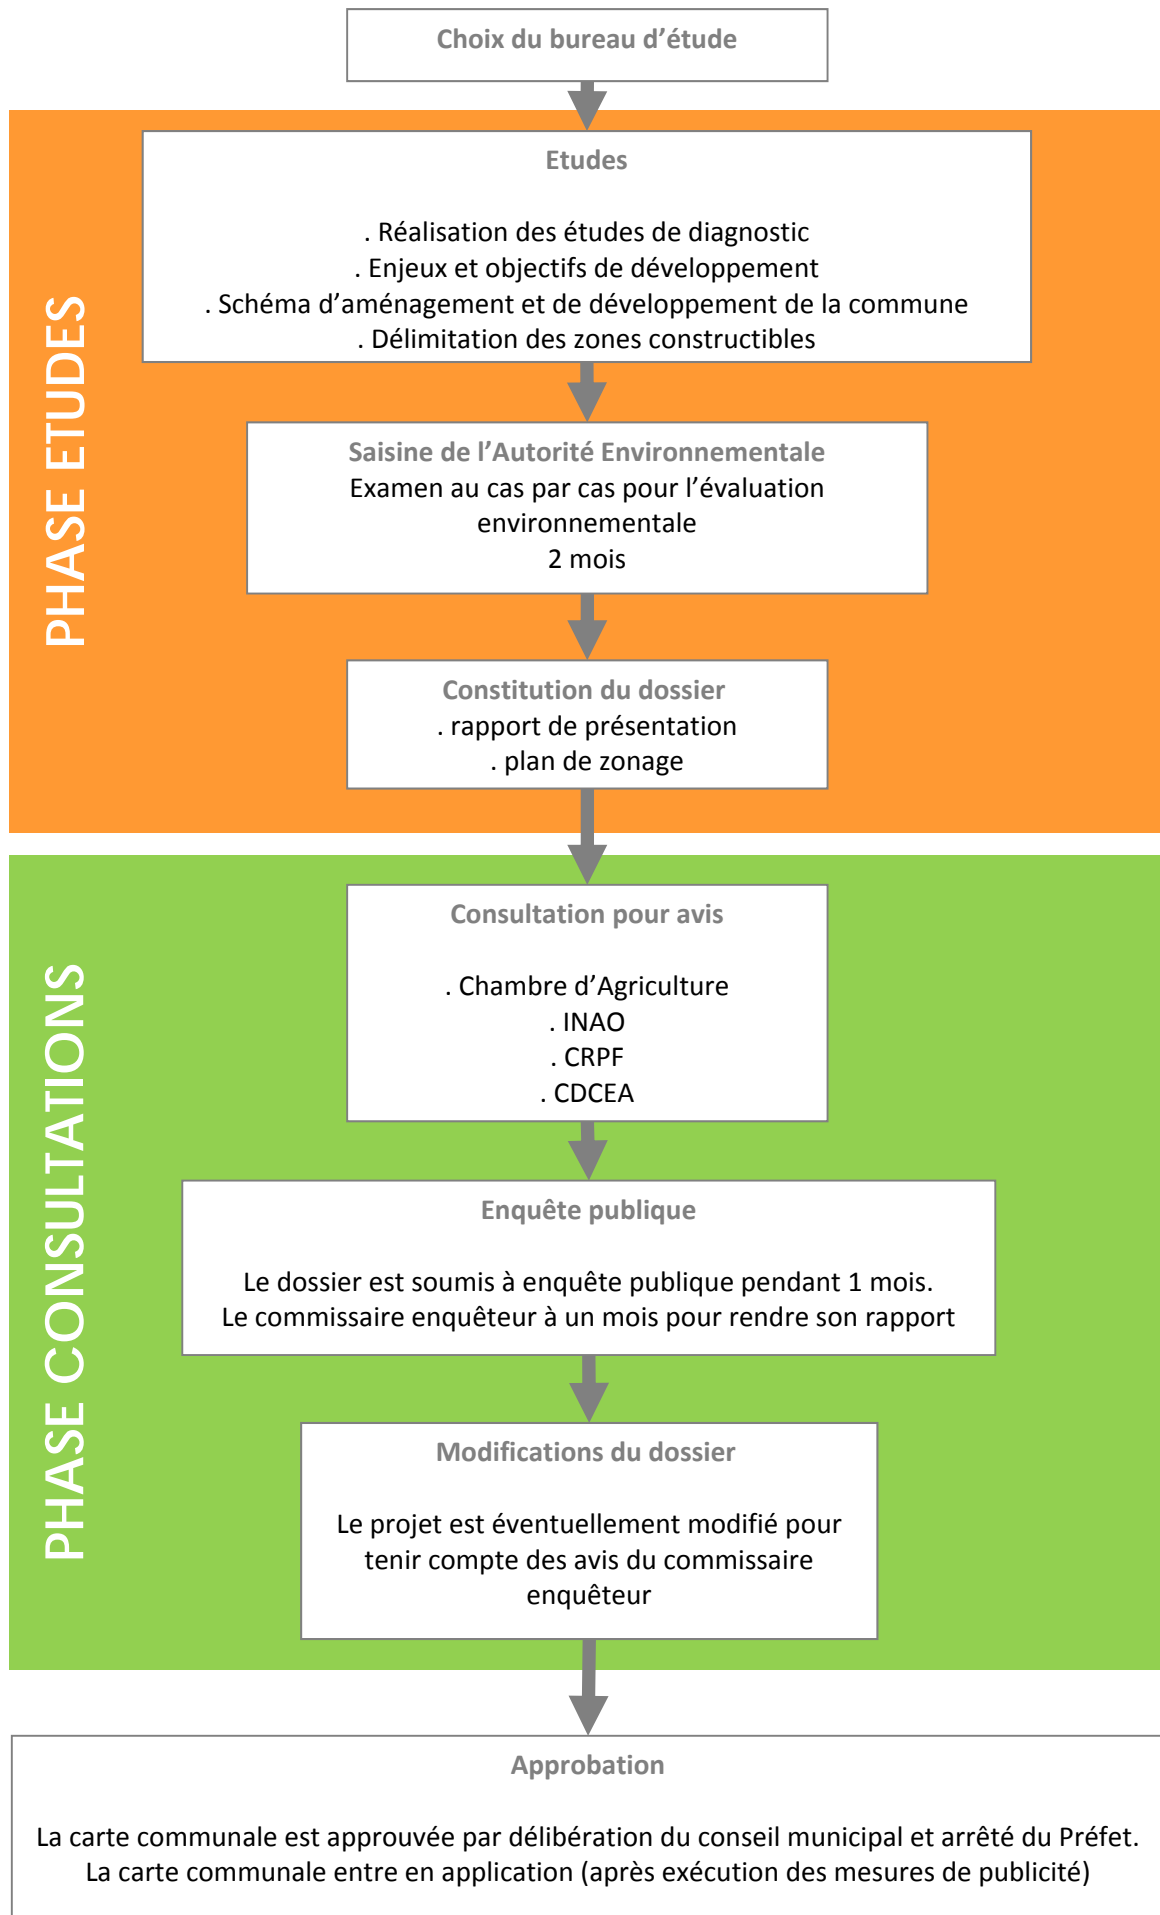 Choix du bureau d’étude
PHASE ETUDES
Etudes
. Réalisation des études de diagnostic
. Enjeux et objectifs de développement
. Schéma d’aménagement et de développement de la commune
. Délimitation des zones constructibles
Saisine de l’Autorité Environnementale
Examen au cas par cas pour l’évaluation
environnementale
2 mois
Constitution du dossier
. rapport de présentation
. plan de zonage
PHASE CONSULTATIONS
Consultation pour avis
. Chambre d’Agriculture
. INAO
. CRPF
. CDCEA
Enquête publique
Le dossier est soumis à enquête publique pendant 1 mois.
Le commissaire enquêteur à un mois pour rendre son rapport
Modifications du dossier
Le projet est éventuellement modifié pour
tenir compte des avis du commissaire
enquêteur
Approbation
La carte communale est approuvée par délibération du conseil municipal et arrêté du Préfet.
La carte communale entre en application (après exécution des mesures de publicité)